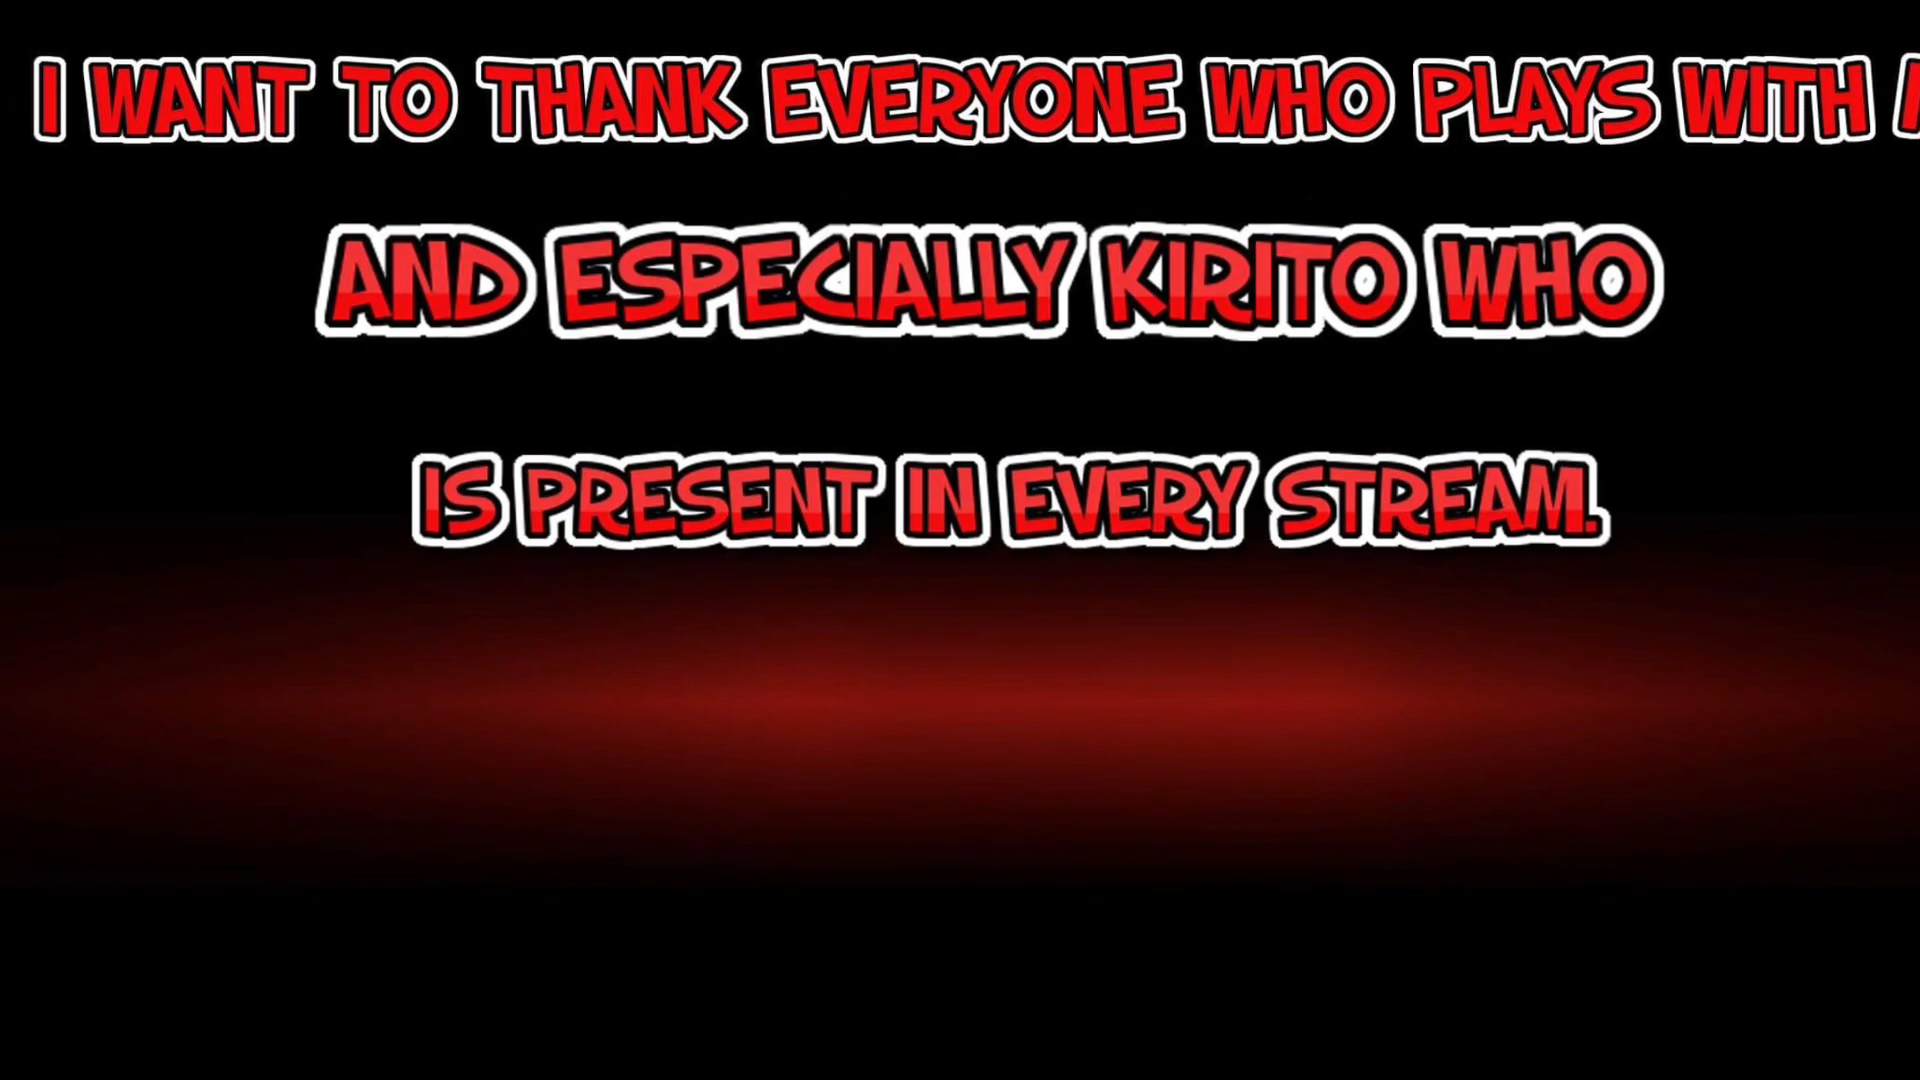 I WANT TO THANK EVERYONE WHO PLAYS WITH
AND ESPECIALLY KIRITO WHO
IS PRESENT IN EVERY STREAM.